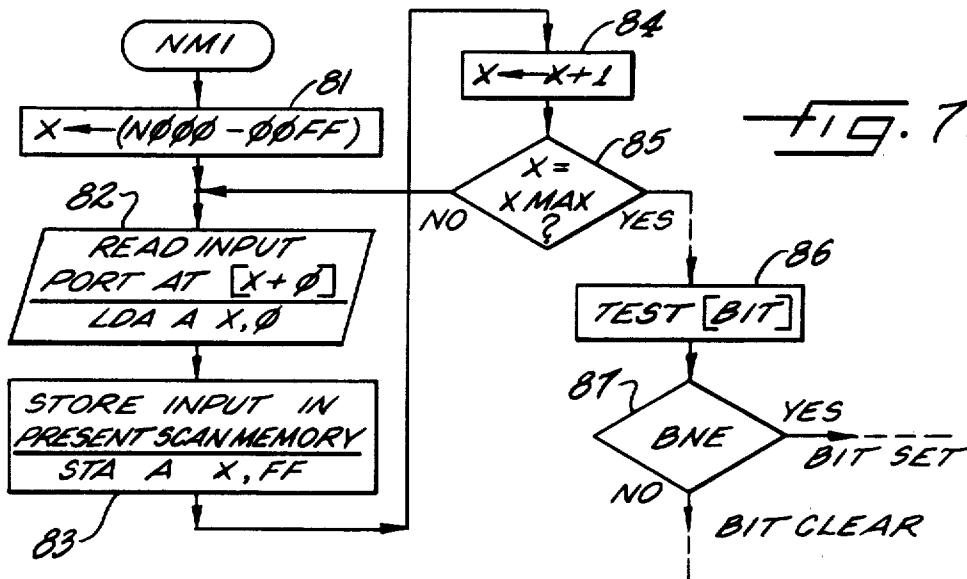 NMI
81
X ← (NØØØ - ØØFF)
82
READ INPUT
PORT AT [X + Ø]
LDA A X, Ø
STORE INPUT IN
PRESENT SCAN MEMORY
STA A X, FF
83
84
X ← X + 1
85
X =
X MAX
?
NO
YES
fig. 7.
86
TEST [BIT]
87
BNE
YES
BIT SET
NO
BIT CLEAR